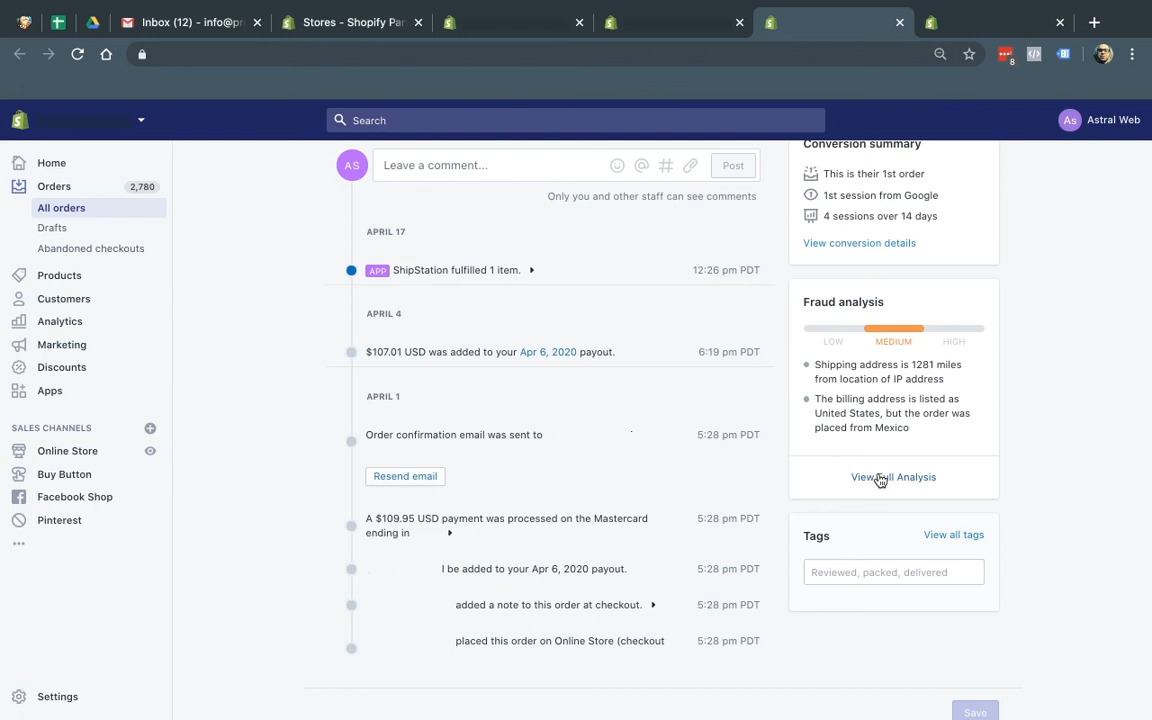 Inbox (12) - info@pr
Stores - Shopify Par
8
Search
As
Astral Web
Home
Orders
2,780
All orders
Drafts
Abandoned checkouts
Products
Customers
Analytics
Marketing
Discounts
Apps
SALES CHANNELS
Online Store
Buy Button
Facebook Shop
Pinterest
Settings
AS
Leave a comment...
Post
Only you and other staff can see comments
APRIL 17
APP ShipStation fulfilled 1 item.
12:26 pm PDT
APRIL 4
$107.01 USD was added to your Apr 6, 2020 payout.
6:19 pm PDT
APRIL 1
Order confirmation email was sent to
5:28 pm PDT
Resend email
A $109.95 USD payment was processed on the Mastercard
ending in
5:28 pm PDT
l be added to your Apr 6, 2020 payout.
5:28 pm PDT
added a note to this order at checkout.
5:28 pm PDT
placed this order on Online Store (checkout
5:28 pm PDT
Conversion summary
This is their 1st order
1st session from Google
4 sessions over 14 days
View conversion details
Fraud analysis
LOW MEDIUM HIGH
Shipping address is 1281 miles
from location of IP address
The billing address is listed as
United States, but the order was
placed from Mexico
View Full Analysis
Tags
View all tags
Reviewed, packed, delivered
Save